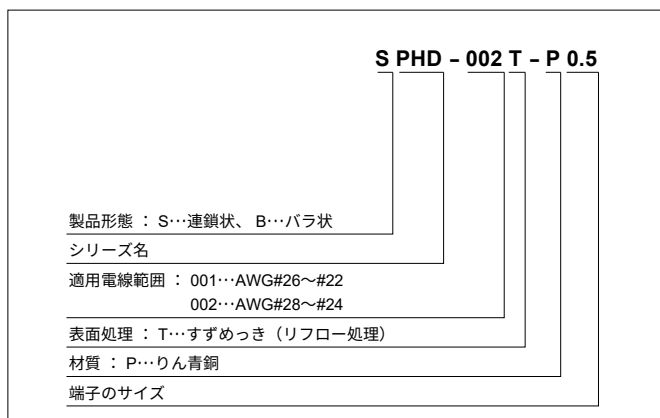 S PHD - 002 T - P 0.5
製品形態 ： S…連鎖状、 B…バラ状
シリーズ名
適用電線範囲 ： 001…AWG#26～#22
002…AWG#28～#24
表面処理 ： T…すずめっき（リフロー処理）
材質 ： P…りん青銅
端子のサイズ